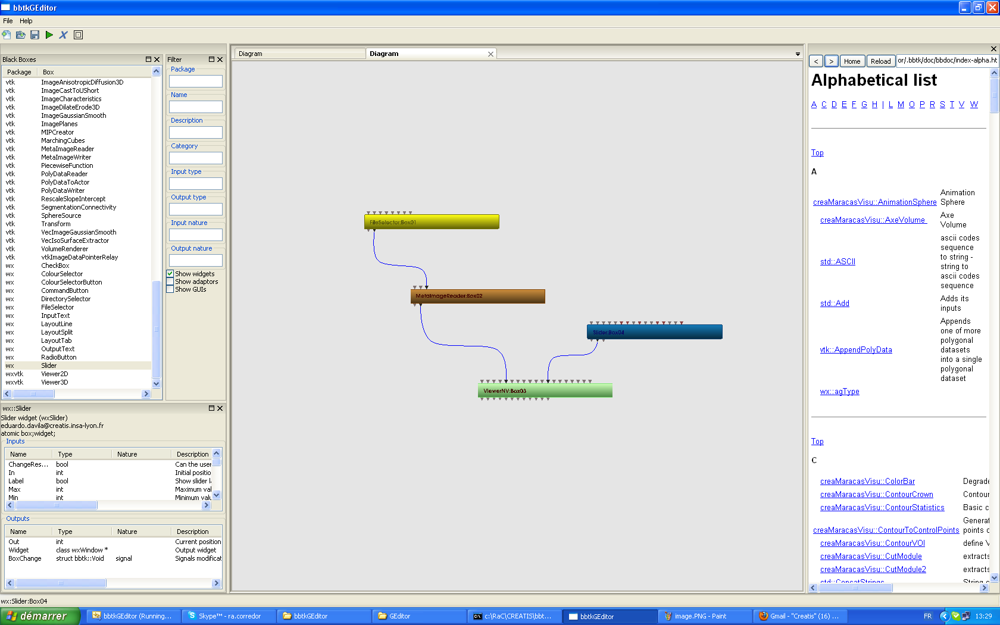 bbtkGEditor
File Help
Black Boxes
Package Box
vtk ImageAnisotropicDiffusion3D
vtk ImageCastToUShort
vtk ImageCharacteristics
vtk ImageDilateErode3D
vtk ImageGaussianSmooth
vtk ImagePlanes
vtk MIPCreator
vtk MarchingCubes
vtk MetaImageReader
vtk MetaImageWriter
vtk PiecewiseFunction
vtk PolyDataReader
vtk PolyDataToActor
vtk PolyDataWriter
vtk RescaleSlopeIntercept
vtk SegmentationConnectivity
vtk SphereSource
vtk Transform
vtk VecImageGaussianSmooth
vtk VecIsoSurfaceExtractor
vtk VolumeRenderer
vtk vtkImageDataPointerRelay
wx CheckBox
wx ColourSelector
wx ColourSelectorButton
wx CommandButton
wx DirectorySelector
wx FileSelector
wx InputText
wx LayoutLine
wx LayoutSplit
wx LayoutTab
wx OutputText
wx RadioButton
wx Slider
wxvtk Viewer2D
wxvtk Viewer3D
Filter
Package
Name
Description
Category
Input type
Output type
Input nature
Output nature
Show widgets
Show adaptors
Show GUIs
wx::Slider
Slider widget (wxSlider)
eduardo.davila@creatis.insa-lyon.fr
atomic box;widget;
Inputs
Name Type Nature Description
ChangeRes... bool Can the user
In int Initial positio
Label bool Show slider l
Max int Maximum val
Min int Minimum valu
Outputs
Name Type Nature Description
Out int Current position
Widget class wxWindow * Output widget
BoxChange struct bbtk::Void signal Signals modificat
Diagram Diagram
FileSelector:Box01
MetaImageReader:Box02
Slider:Box04
ViewerNV:Box03
< > Home Reload or/.bbtk/doc/bbdoc/index-alpha.ht
Alphabetical list
A C D E F G H I L M O P R S T V W
Top
A
creaMaracasVisu::AnimationSphere Animation
Sphere
creaMaracasVisu::AxeVolume Axe
Volume
std::ASCII ascii codes
sequence
to string -
string to
ascii codes
sequence
std::Add Adds its
inputs
vtk::AppendPolyData Appends
one of more
polygonal
datasets
into a single
polygonal
dataset
wx::agType
Top
C
creaMaracasVisu::ColorBar Degrade
creaMaracasVisu::ContourCrown Contour
creaMaracasVisu::ContourStatistics Basic c
creaMaracasVisu::ContourToControlPoints Generat
points o
creaMaracasVisu::ContourVOI define V
creaMaracasVisu::CutModule extracts
creaMaracasVisu::CutModule2 extracts
std::ConcatStrings String c
wx:Slider:Box04
démarrer bbtkGEditor (Running... Skype™ - ra.corredor bbtkGEditor GEditor c:\RaC\CREATIS\bbt... bbtkGEditor image.PNG - Paint Gmail - "Creatis" (16) ... FR 13:29